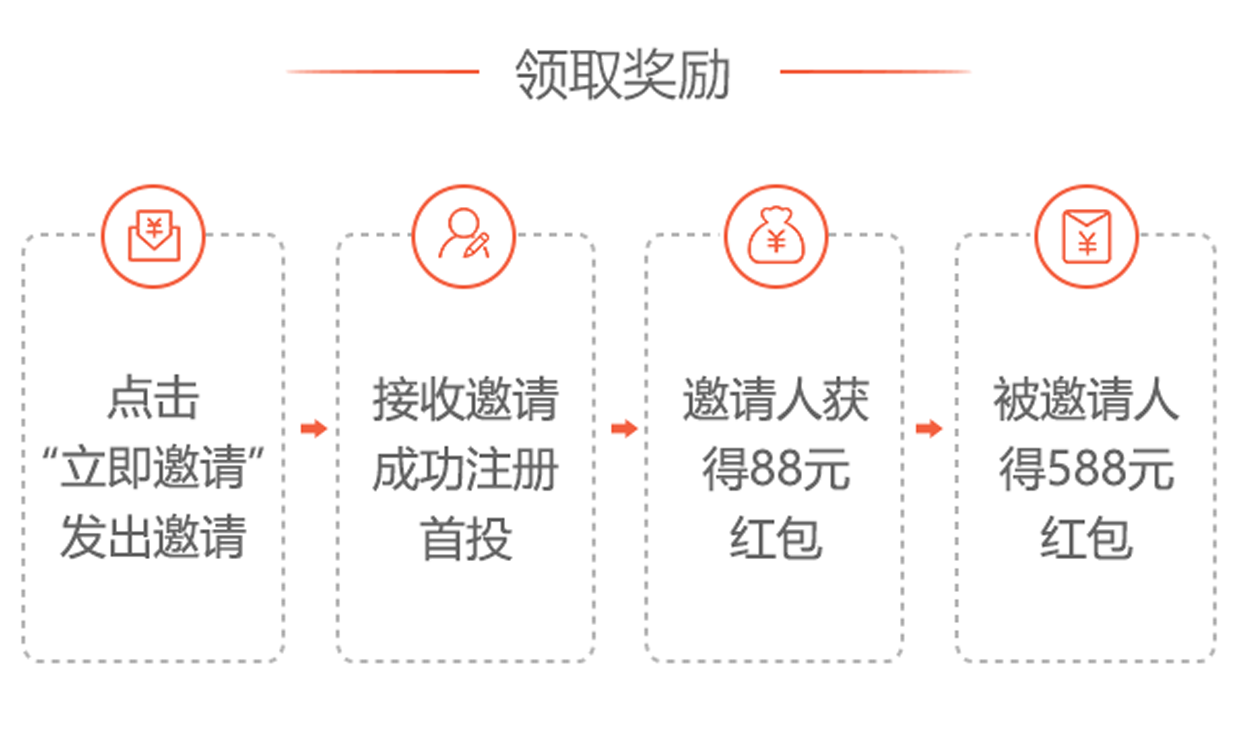 领取奖励
点击
“立即邀请”
发出邀请
接收邀请
成功注册
首投
邀请人获
得88元
红包
被邀请人
得588元
红包